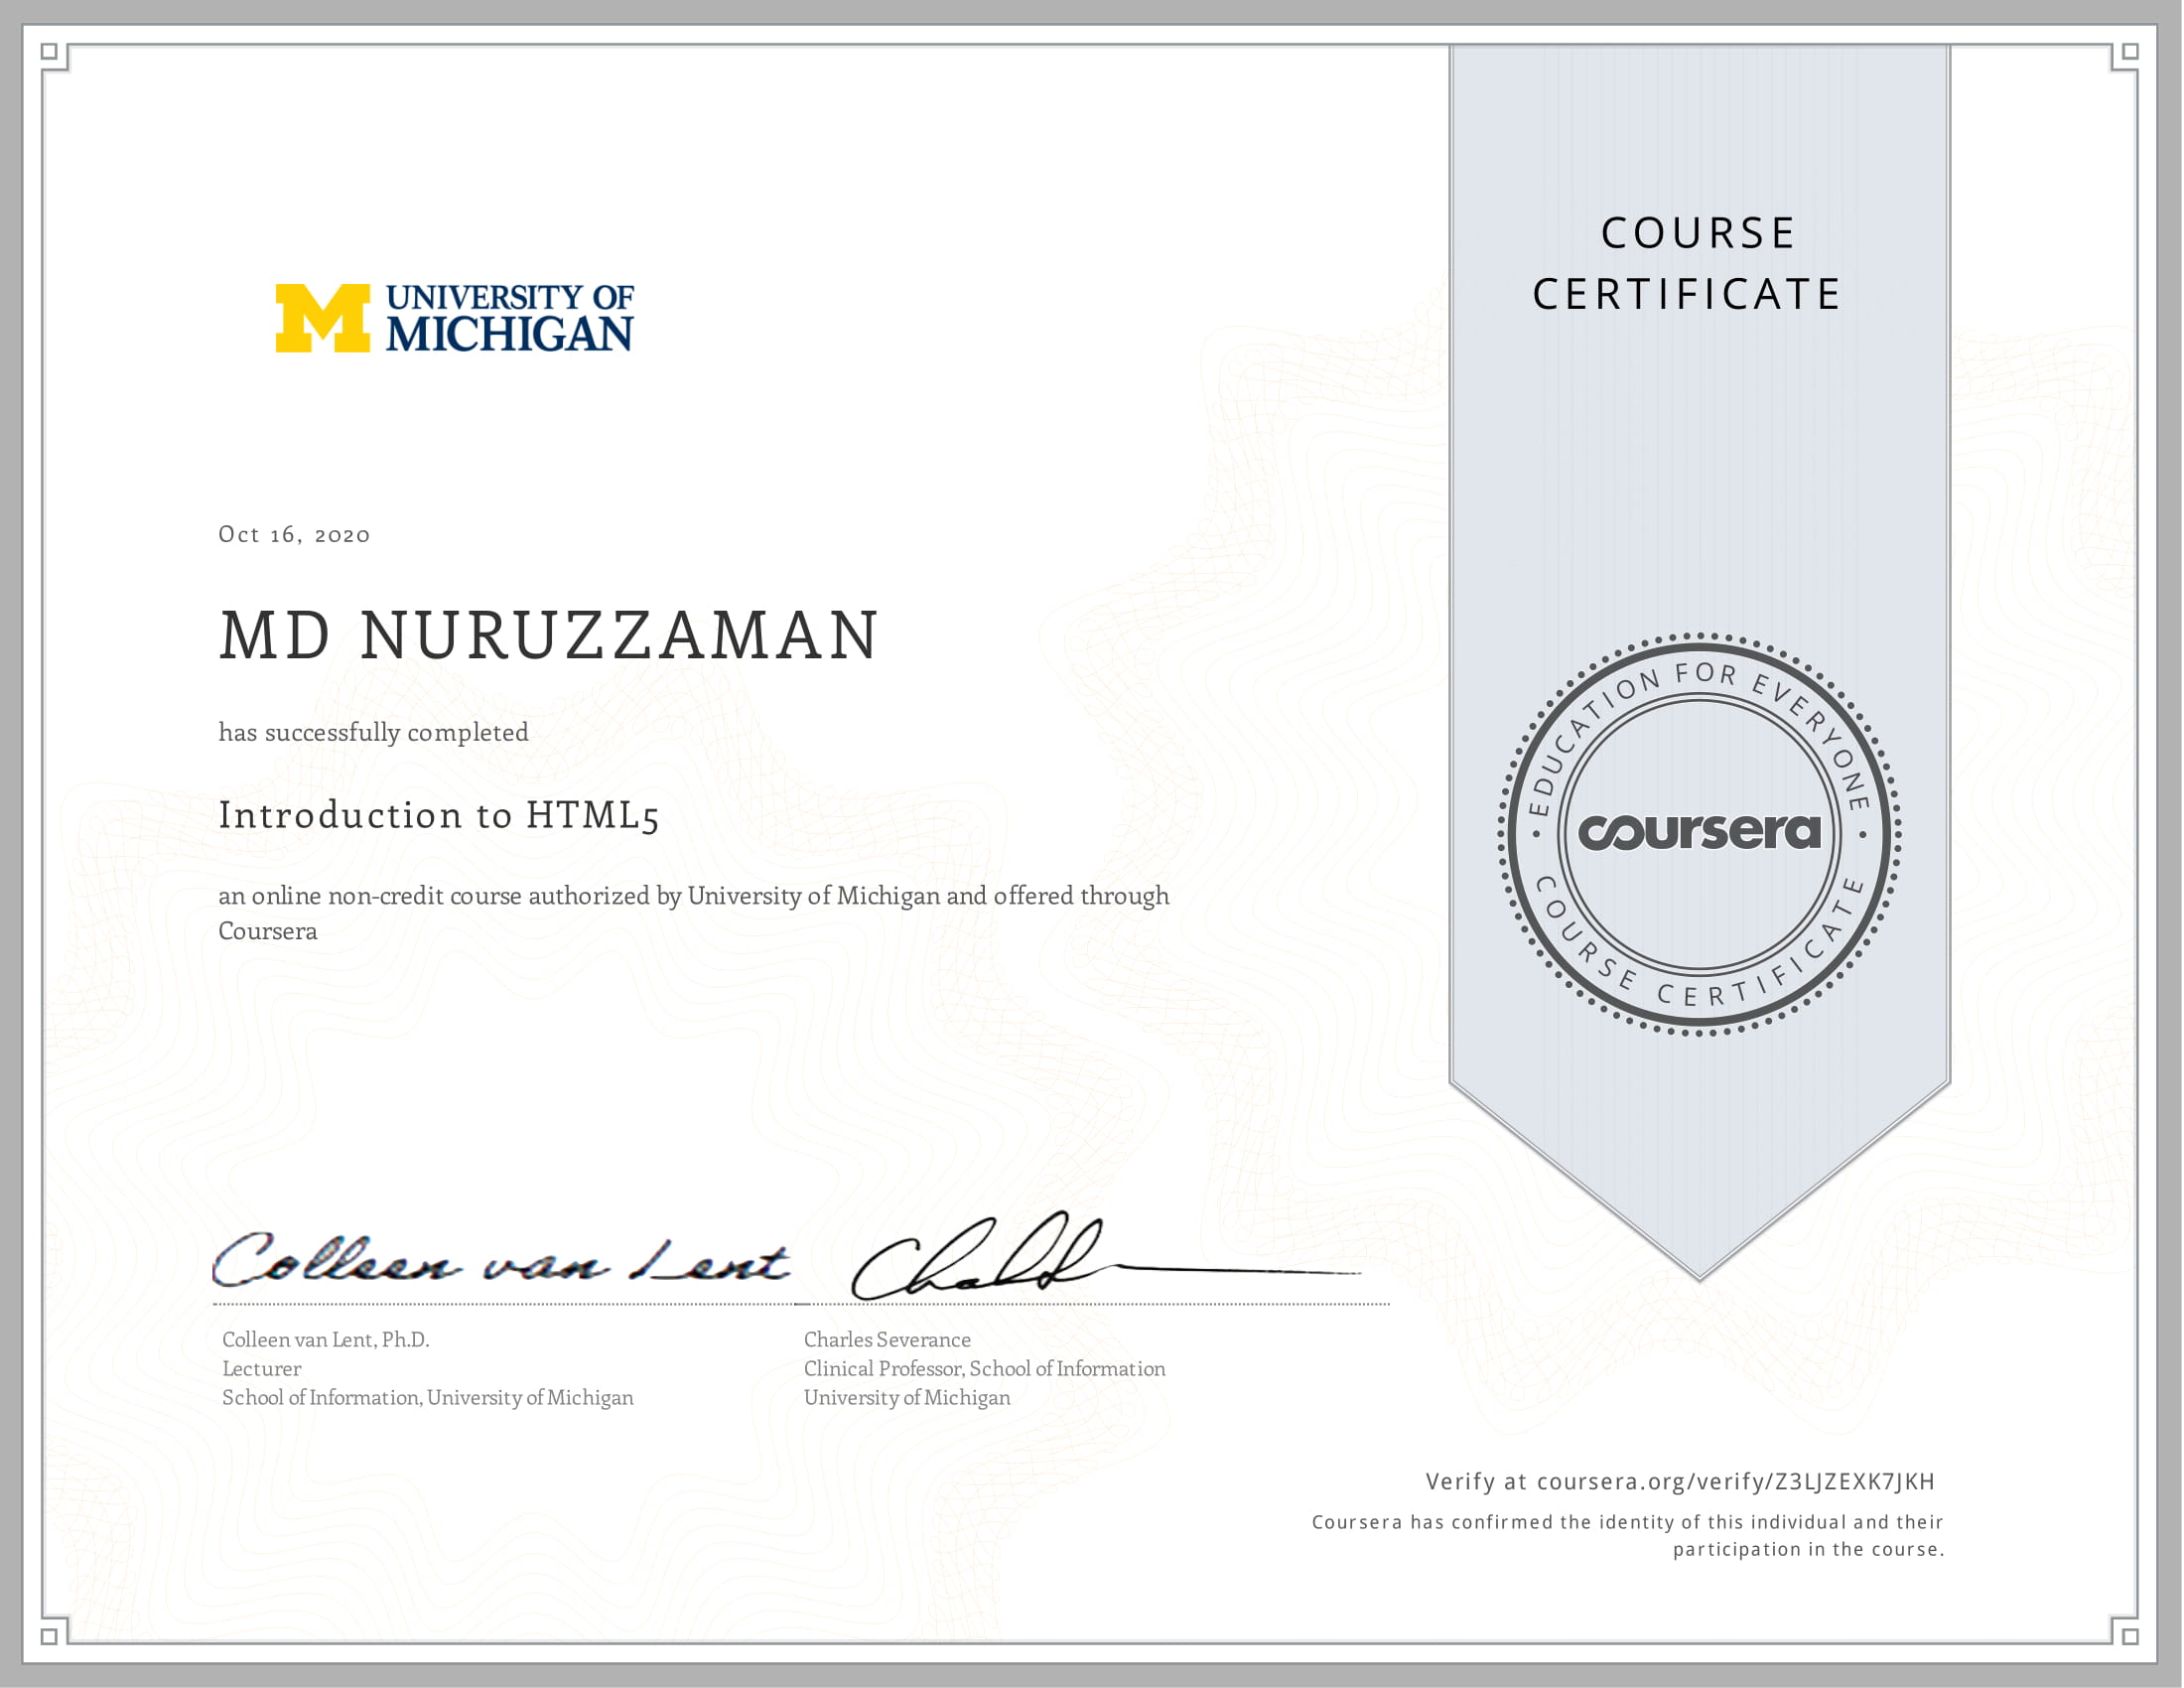 UNIVERSITY OF
MICHIGAN
COURSE
CERTIFICATE
Oct 16, 2020
MD NURUZZAMAN
has successfully completed
Introduction to HTML5
an online non-credit course authorized by University of Michigan and offered through
Coursera
EDUCATION FOR EVERYONE
coursera
COURSE CERTIFICATE
Colleen van Lent
Colleen van Lent, Ph.D.
Lecturer
School of Information, University of Michigan
Charles Severance
Clinical Professor, School of Information
University of Michigan
Verify at coursera.org/verify/Z3LJZEXK7JKH
Coursera has confirmed the identity of this individual and their
participation in the course.